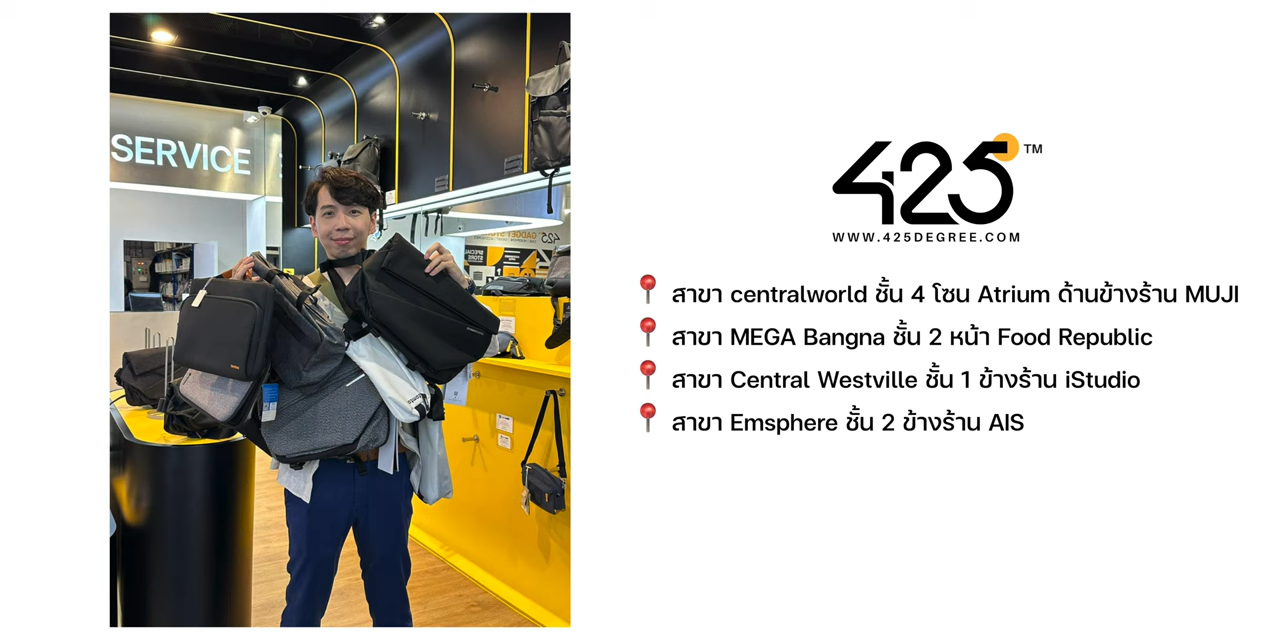 SERVICE
SPECIAL
STORE
425™
WWW.425DEGREE.COM
📍 สาขา centralworld ชั้น 4 โซน Atrium ด้านข้างร้าน MUJI
📍 สาขา MEGA Bangna ชั้น 2 หน้า Food Republic
📍 สาขา Central Westville ชั้น 1 ข้างร้าน iStudio
📍 สาขา Emsphere ชั้น 2 ข้างร้าน AIS